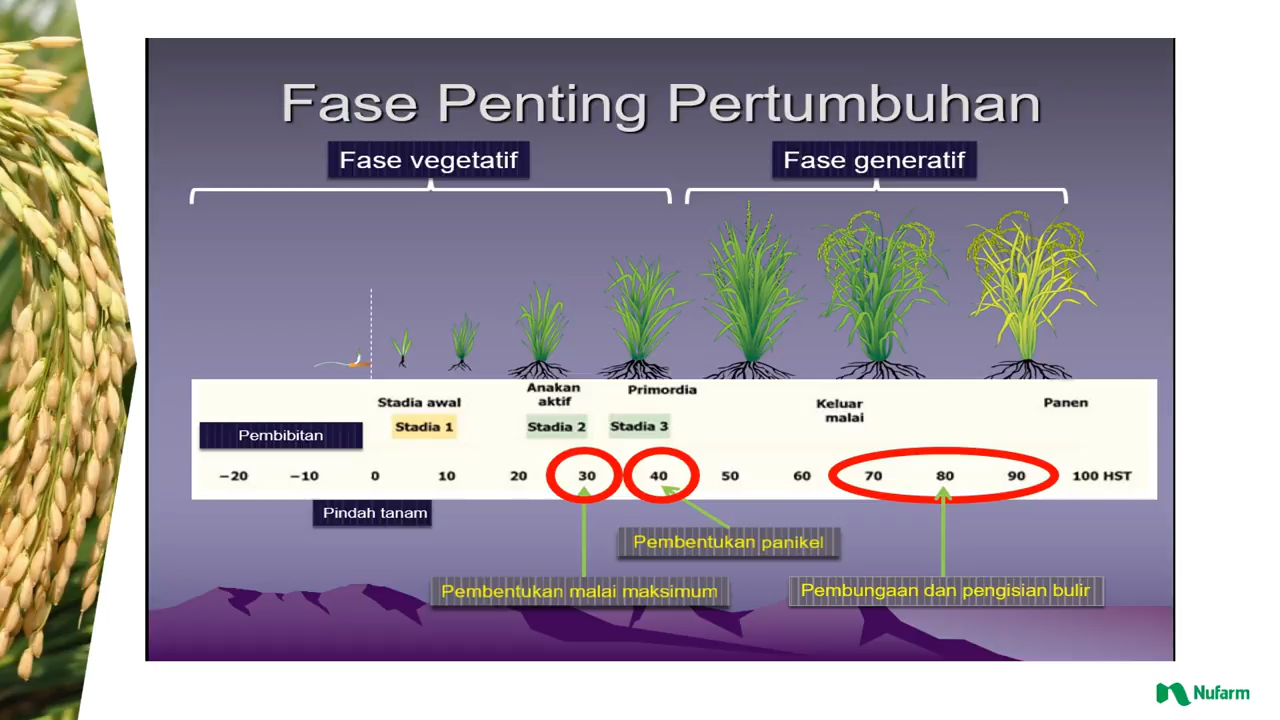 Fase Penting Pertumbuhan
Fase vegetatif
Fase generatif
Anakan
aktif
Primordia
Stadia awal
Keluar
malai
Panen
Stadia 1
Stadia 2
Stadia 3
Pembibitan
−20 −10 0 10 20 30 40 50 60 70 80 90 100 HST
Pindah tanam
Pembentukan panikel
Pembentukan malai maksimum
Pembungaan dan pengisian bulir
Nufarm